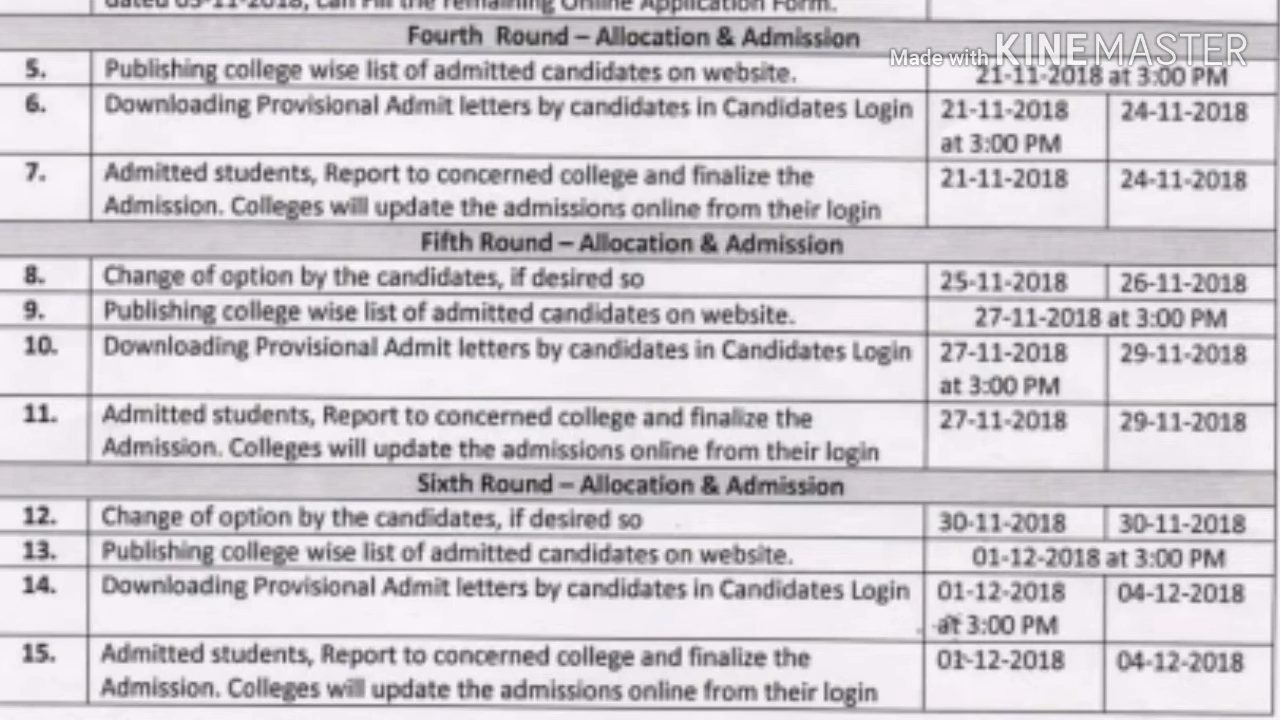 dated 05-11-2018, can Fill the remaining Online Application Form.
Fourth Round – Allocation & Admission
Made with KINEMASTER
5. Publishing college wise list of admitted candidates on website. 21-11-2018 at 3:00 PM
6. Downloading Provisional Admit letters by candidates in Candidates Login 21-11-2018 24-11-2018
at 3:00 PM
7. Admitted students, Report to concerned college and finalize the 21-11-2018 24-11-2018
Admission. Colleges will update the admissions online from their login
Fifth Round – Allocation & Admission
8. Change of option by the candidates, if desired so 25-11-2018 26-11-2018
9. Publishing college wise list of admitted candidates on website. 27-11-2018 at 3:00 PM
10. Downloading Provisional Admit letters by candidates in Candidates Login 27-11-2018 29-11-2018
at 3:00 PM
11. Admitted students, Report to concerned college and finalize the 27-11-2018 29-11-2018
Admission. Colleges will update the admissions online from their login
Sixth Round – Allocation & Admission
12. Change of option by the candidates, if desired so 30-11-2018 30-11-2018
13. Publishing college wise list of admitted candidates on website. 01-12-2018 at 3:00 PM
14. Downloading Provisional Admit letters by candidates in Candidates Login 01-12-2018 04-12-2018
at 3:00 PM
15. Admitted students, Report to concerned college and finalize the 01-12-2018 04-12-2018
Admission. Colleges will update the admissions online from their login